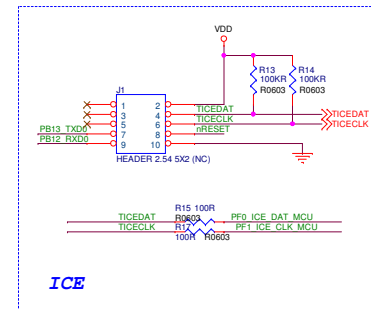 VDD
R13
100KR
R0603
R14
100KR
R0603
J1
1 2
3 4 TICEDAT
5 6 TICECLK
PB13_TXD0 7 8 nRESET
PB12_RXD0 9 10
TICEDAT
TICECLK
HEADER 2.54 5X2 (NC)
R15 100R
TICEDAT R0603 PF0_ICE_DAT_MCU
TICECLK R17 PF1_ICE_CLK_MCU
100R R0603
ICE